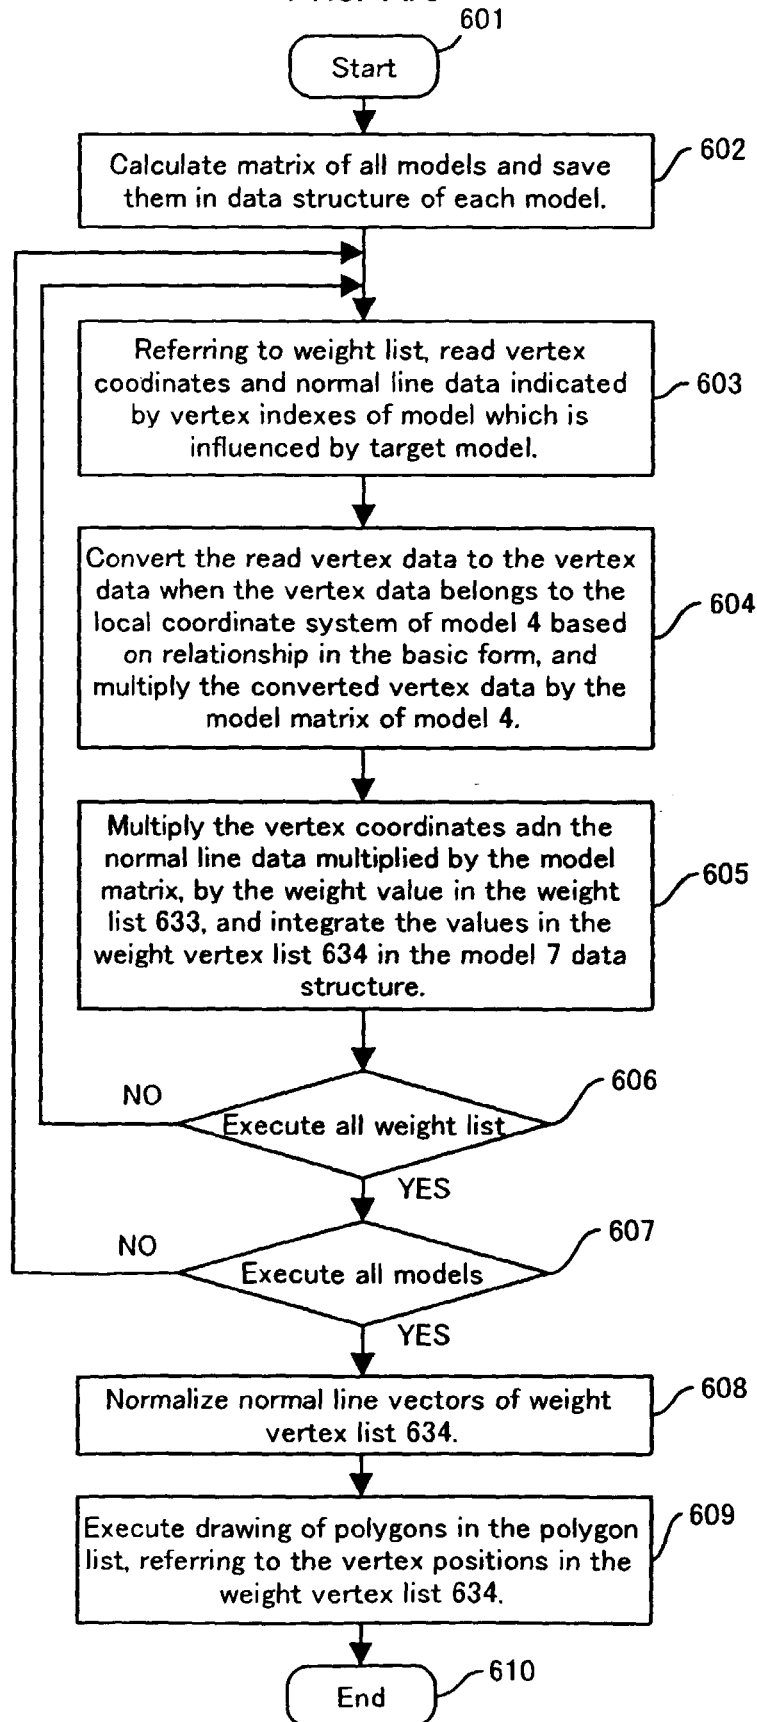 601
Start
602
Calculate matrix of all models and save
them in data structure of each model.
Referring to weight list, read vertex
coodinates and normal line data indicated
by vertex indexes of model which is
influenced by target model.
603
Convert the read vertex data to the vertex
data when the vertex data belongs to the
local coordinate system of model 4 based
on relationship in the basic form, and
multiply the converted vertex data by the
model matrix of model 4.
604
Multiply the vertex coordinates adn the
normal line data multiplied by the model
matrix, by the weight value in the weight
list 633, and integrate the values in the
weight vertex list 634 in the model 7 data
structure.
605
606
NO
Execute all weight list
YES
607
NO
Execute all models
YES
608
Normalize normal line vectors of weight
vertex list 634.
609
Execute drawing of polygons in the polygon
list, referring to the vertex positions in the
weight vertex list 634.
610
End